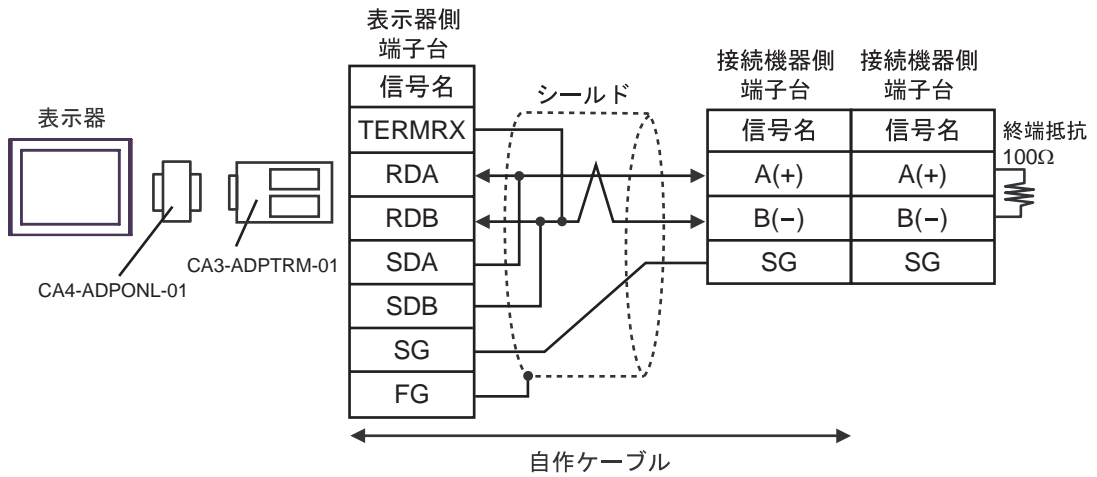 表示器
CA4-ADPONL-01
CA3-ADPTRM-01
表示器側
端子台
信号名
TERMRX
RDA
RDB
SDA
SDB
SG
FG
シールド
接続機器側
端子台
信号名
A(+)
B(−)
SG
接続機器側
端子台
信号名
A(+)
B(−)
SG
終端抵抗
100Ω
自作ケーブル